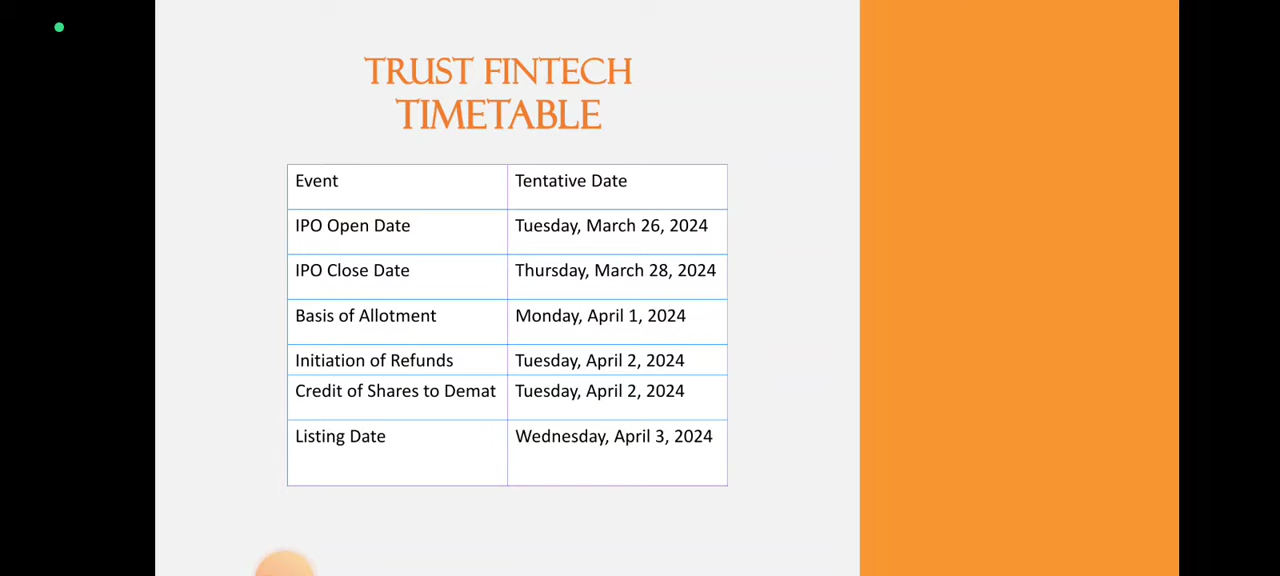 TRUST FINTECH
TIMETABLE
Event Tentative Date
IPO Open Date Tuesday, March 26, 2024
IPO Close Date Thursday, March 28, 2024
Basis of Allotment Monday, April 1, 2024
Initiation of Refunds Tuesday, April 2, 2024
Credit of Shares to Demat Tuesday, April 2, 2024
Listing Date Wednesday, April 3, 2024